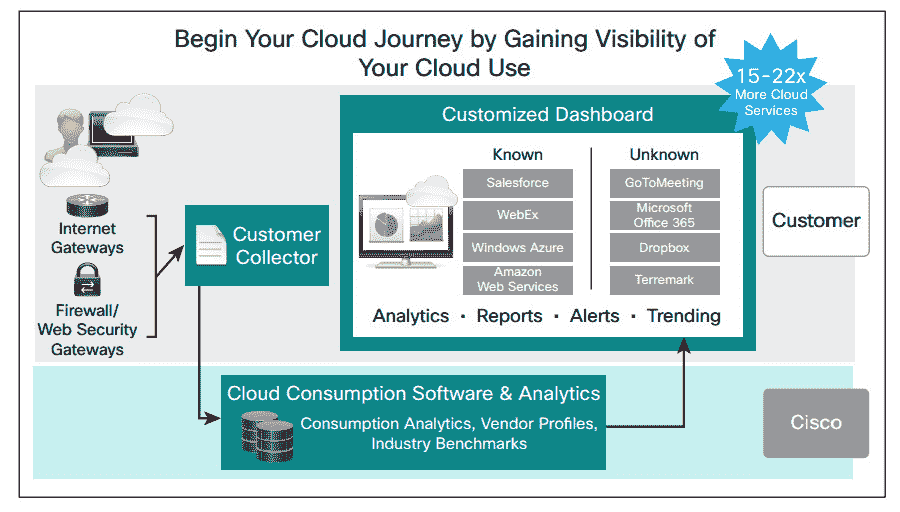 Begin Your Cloud Journey by Gaining Visibility of
Your Cloud Use
15-22x
More Cloud
Services
Customized Dashboard
Known
Unknown
Salesforce
GoToMeeting
WebEx
Microsoft
Office 365
Windows Azure
Dropbox
Amazon
Web Services
Terremark
Analytics · Reports · Alerts · Trending
Internet
Gateways
Firewall/
Web Security
Gateways
Customer
Collector
Customer
Cloud Consumption Software & Analytics
Consumption Analytics, Vendor Profiles,
Industry Benchmarks
Cisco